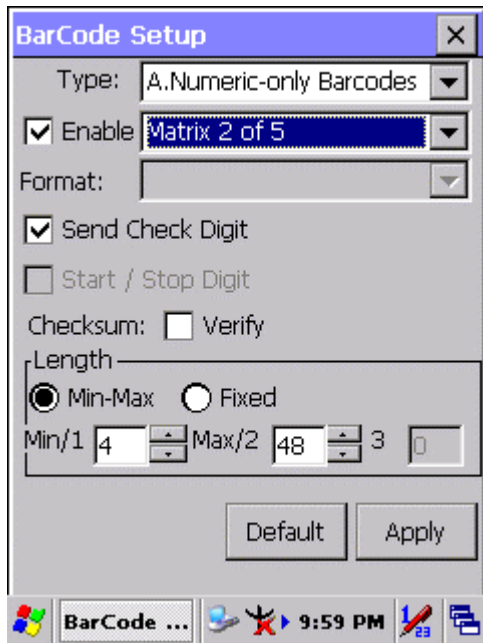 BarCode Setup
Type: A.Numeric-only Barcodes
Enable Matrix 2 of 5
Format:
Send Check Digit
Start / Stop Digit
Checksum: Verify
Length
Min-Max Fixed
Min/1 4 Max/2 48 3 0
Default Apply
BarCode ... 9:59 PM 1/23